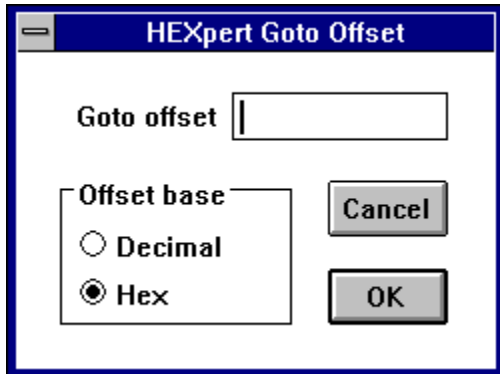 HEXpert Goto Offset
Goto offset
Offset base
Decimal
Hex
Cancel
OK